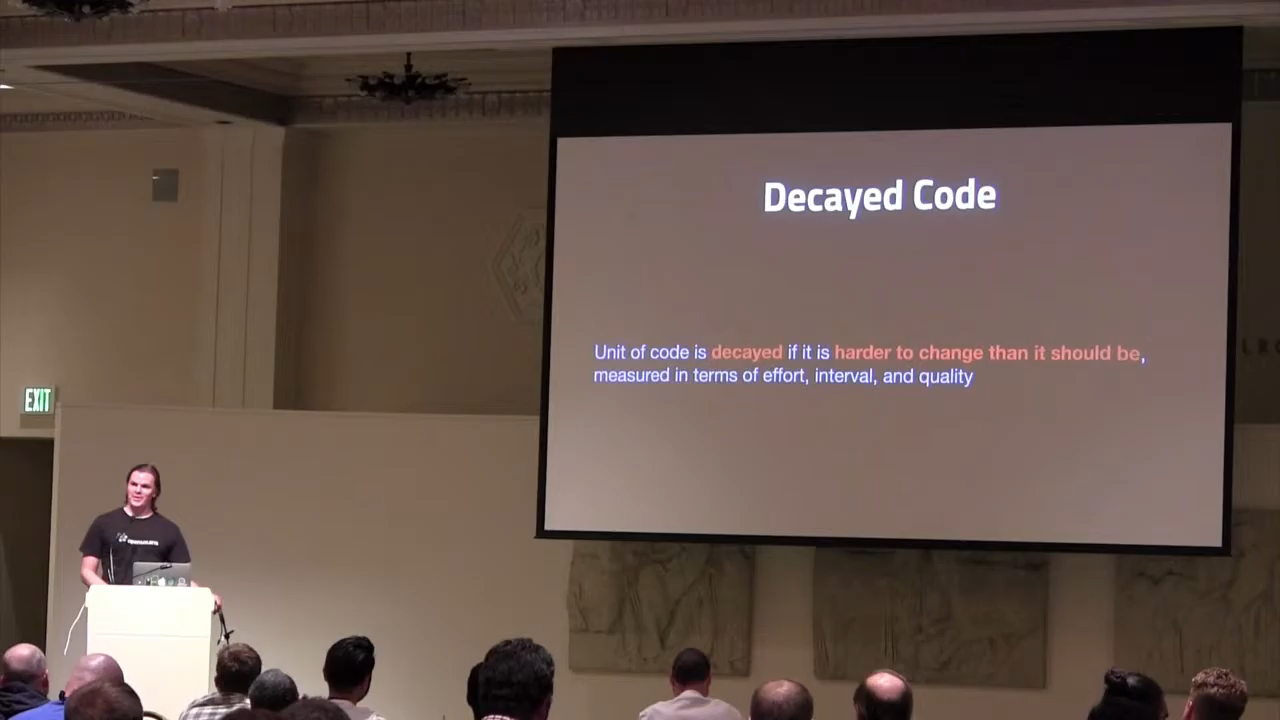 Decayed Code
Unit of code is decayed if it is harder to change than it should be,
measured in terms of effort, interval, and quality
EXIT